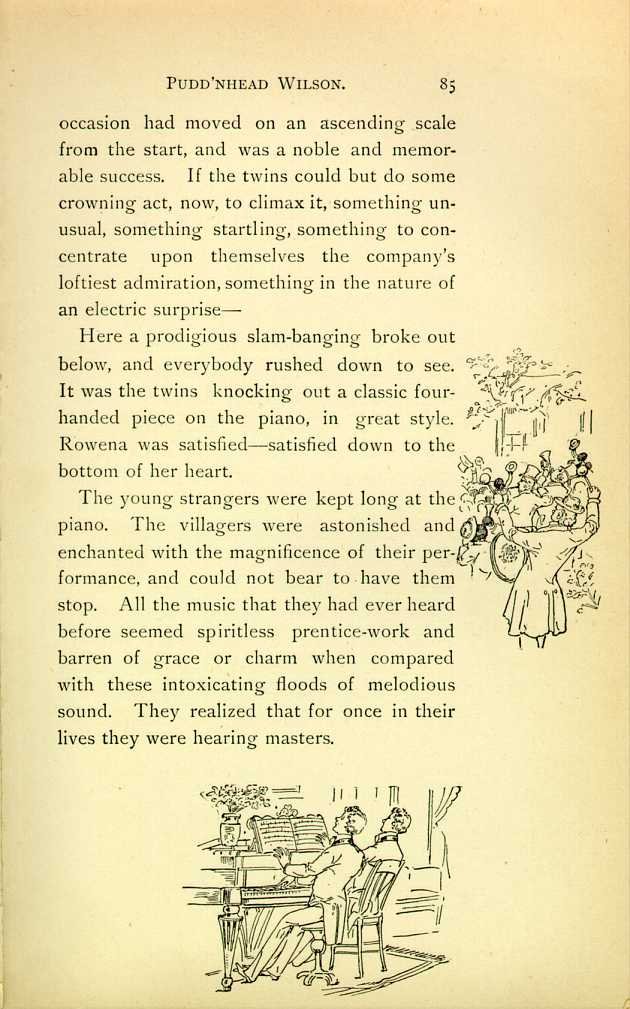 PUDD'NHEAD WILSON. 85
occasion had moved on an ascending scale
from the start, and was a noble and memor-
able success. If the twins could but do some
crowning act, now, to climax it, something un-
usual, something startling, something to con-
centrate upon themselves the company's
loftiest admiration, something in the nature of
an electric surprise—
Here a prodigious slam-banging broke out
below, and everybody rushed down to see.
It was the twins knocking out a classic four-
handed piece on the piano, in great style.
Rowena was satisfied—satisfied down to the
bottom of her heart.
The young strangers were kept long at the
piano. The villagers were astonished and
enchanted with the magnificence of their per-
formance, and could not bear to have them
stop. All the music that they had ever heard
before seemed spiritless prentice-work and
barren of grace or charm when compared
with these intoxicating floods of melodious
sound. They realized that for once in their
lives they were hearing masters.